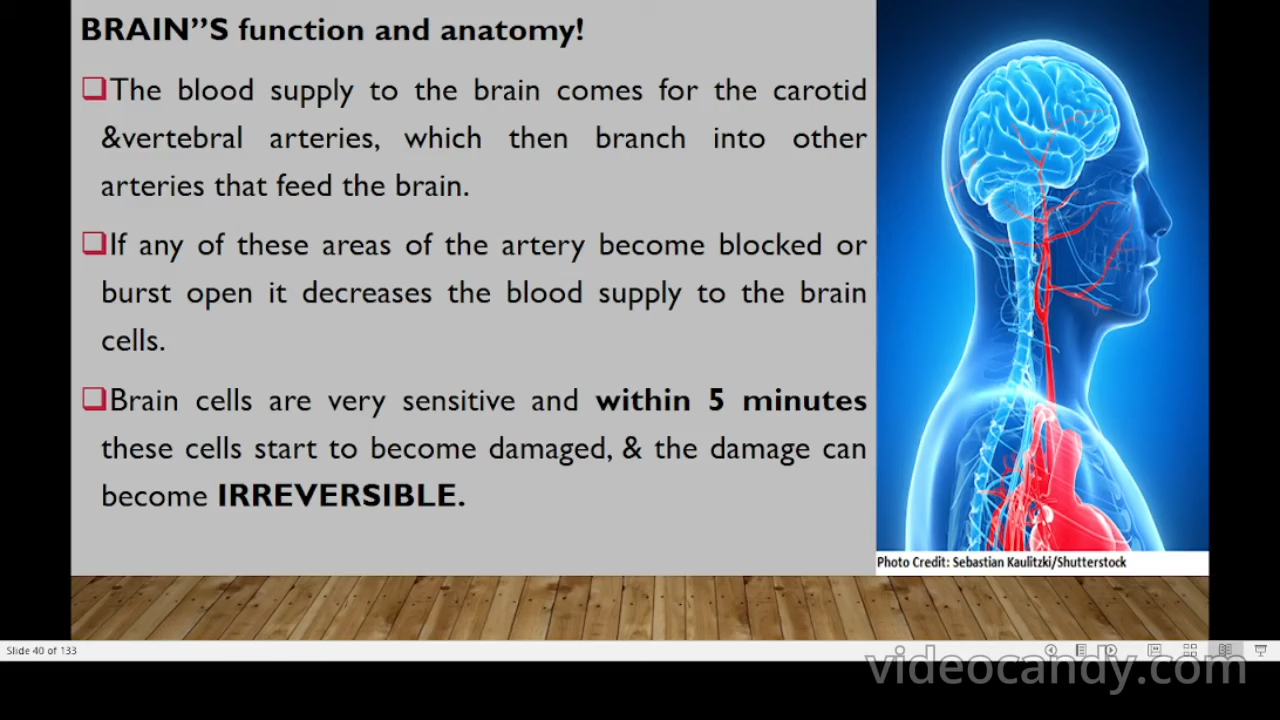 BRAIN”S function and anatomy!
The blood supply to the brain comes for the carotid
&vertebral arteries, which then branch into other
arteries that feed the brain.
If any of these areas of the artery become blocked or
burst open it decreases the blood supply to the brain
cells.
Brain cells are very sensitive and within 5 minutes
these cells start to become damaged, & the damage can
become IRREVERSIBLE.
Photo Credit: Sebastian Kaulitzki/Shutterstock
Slide 40 of 133
videocandy.com